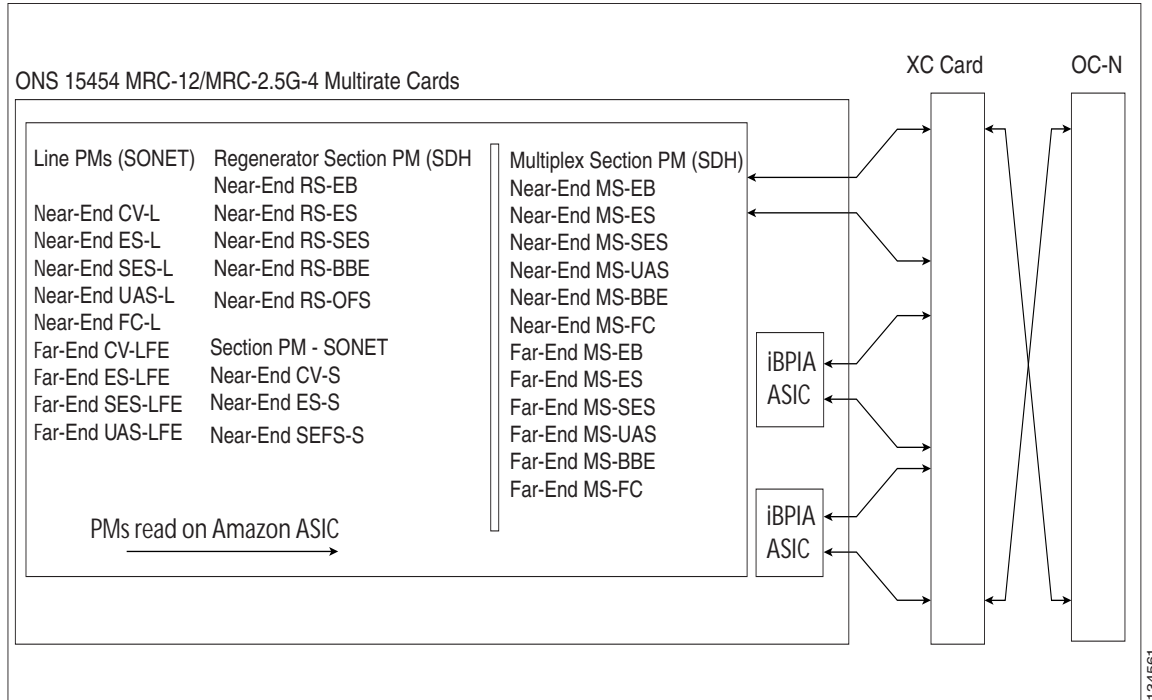 ONS 15454 MRC-12/MRC-2.5G-4 Multirate Cards
XC Card
OC-N
Line PMs (SONET)
Near-End CV-L
Near-End ES-L
Near-End SES-L
Near-End UAS-L
Near-End FC-L
Far-End CV-LFE
Far-End ES-LFE
Far-End SES-LFE
Far-End UAS-LFE
Regenerator Section PM (SDH
Near-End RS-EB
Near-End RS-ES
Near-End RS-SES
Near-End RS-BBE
Near-End RS-OFS
Section PM - SONET
Near-End CV-S
Near-End ES-S
Near-End SEFS-S
Multiplex Section PM (SDH)
Near-End MS-EB
Near-End MS-ES
Near-End MS-SES
Near-End MS-UAS
Near-End MS-BBE
Near-End MS-FC
Far-End MS-EB
Far-End MS-ES
Far-End MS-SES
Far-End MS-UAS
Far-End MS-BBE
Far-End MS-FC
PMs read on Amazon ASIC
iBPIA
ASIC
iBPIA
ASIC
134561